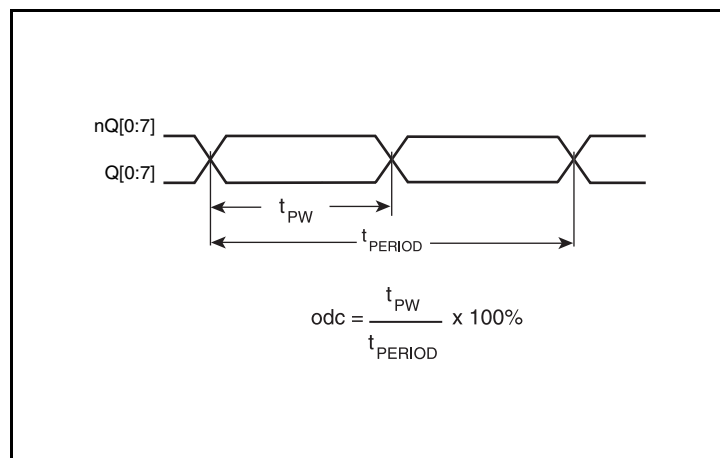 nQ[0:7]
Q[0:7]
tPW
tPERIOD
odc = tPW / tPERIOD x 100%